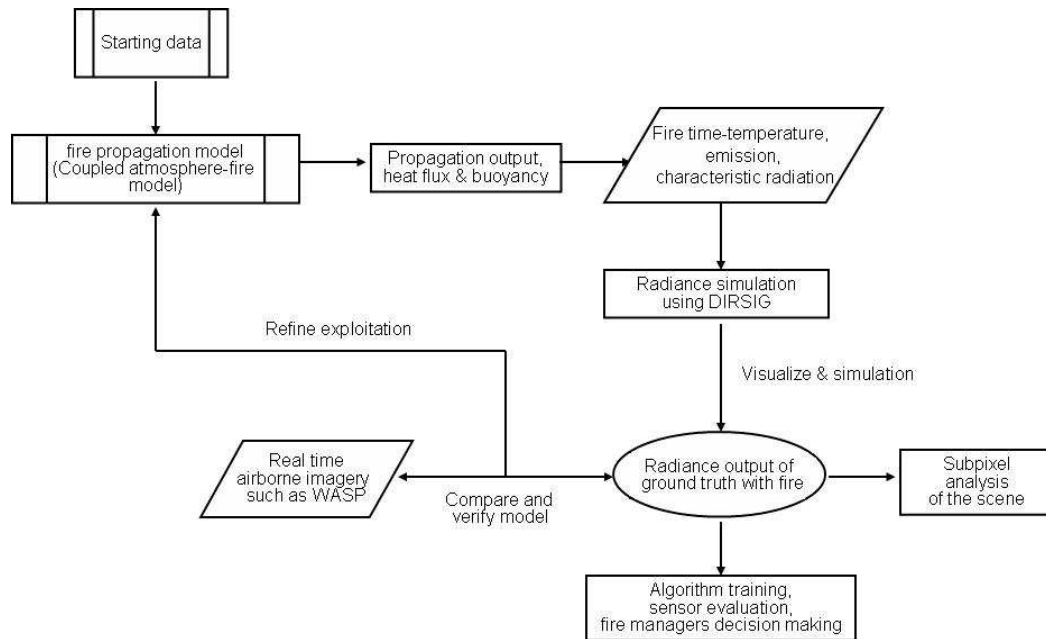 Starting data
fire propagation model
(Coupled atmosphere-fire
model)
Propagation output,
heat flux & buoyancy
Fire time-temperature,
emission,
characteristic radiation
Radiance simulation
using DIRSIG
Refine exploitation
Visualize & simulation
Real time
airborne imagery
such as WASP
Compare and
verify model
Radiance output of
ground truth with fire
Subpixel
analysis
of the scene
Algorithm training,
sensor evaluation,
fire managers decision making